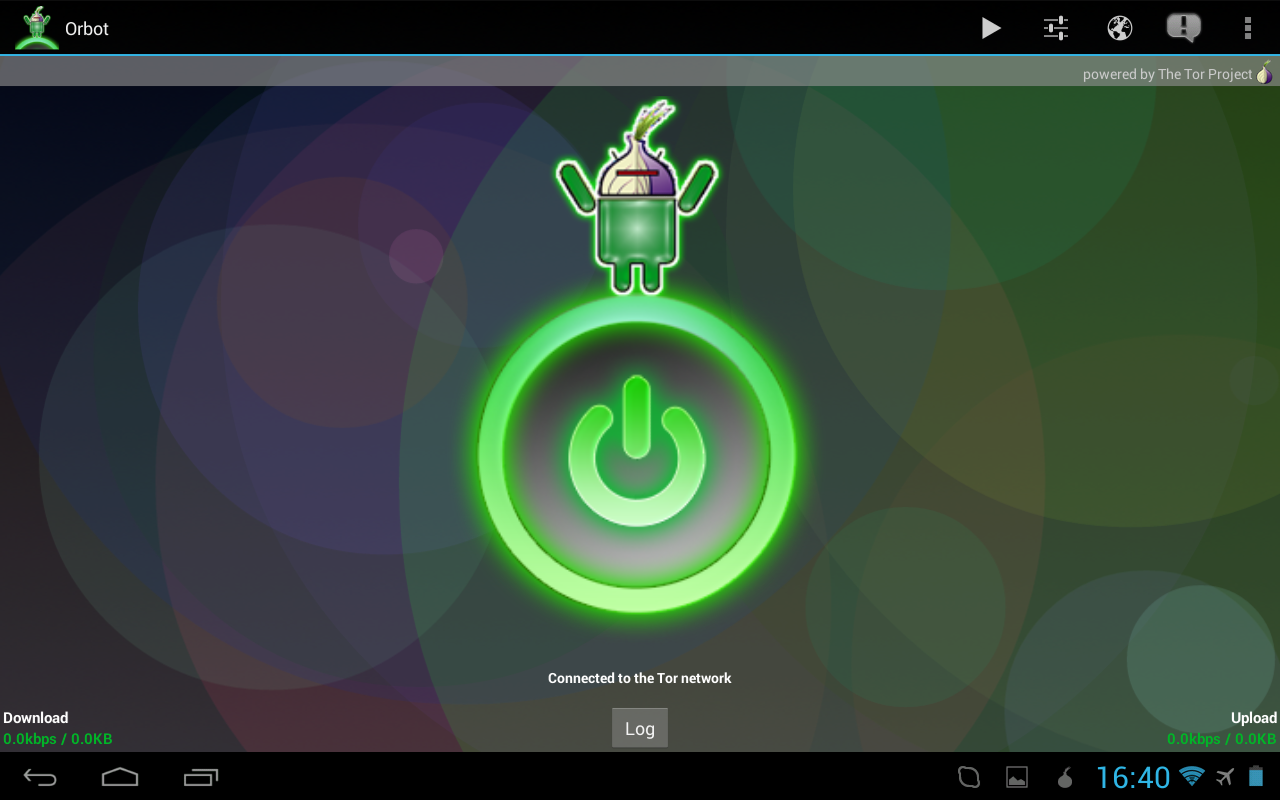 Orbot
powered by The Tor Project
Connected to the Tor network
Download
0.0kbps / 0.0KB
Log
Upload
0.0kbps / 0.0KB
16:40